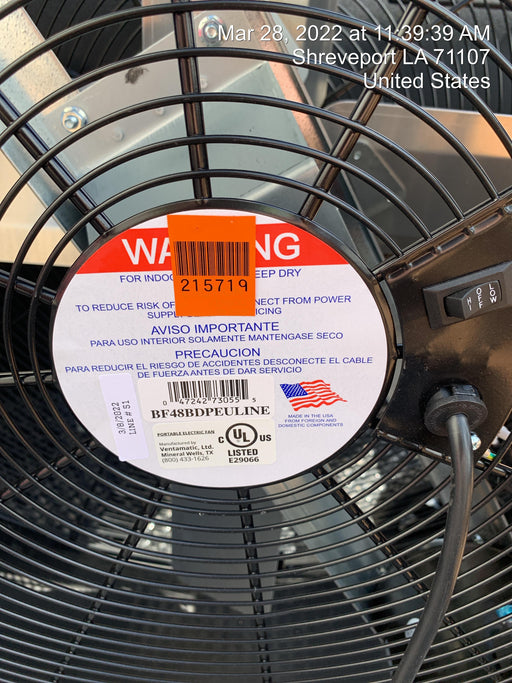 Mar 28, 2022 at 11:39:39 AM
Shreveport LA 71107
United States
WA NG
FOR INDOO EEP DRY
215719
TO REDUCE RISK OF NNECT FROM POWER
SUPPL ICING
AVISO IMPORTANTE
PARA USO INTERIOR SOLAMENTE MANTENGASE SECO
PRECAUCION
PARA REDUCIR EL RIESGO DE ACCIDENTES DESCONECTE EL CABLE
DE FUERZA ANTES DE DAR SERVICIO
0 47242 73055 5
BF48BDPEULINE
3/8/2022
LINE # 51
PORTABLE ELECTRIC FAN
Manufactured by
Ventamatic, Ltd.
Mineral Wells, TX
(800) 433-1626
C UL US
LISTED
E29066
MADE IN THE USA
FROM FOREIGN AND
DOMESTIC COMPONENTS
HI
OFF
LOW